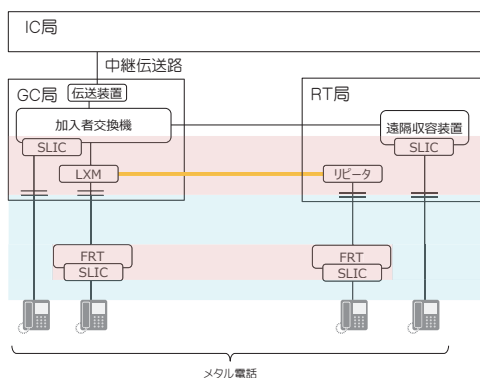 IC局
中継伝送路
GC局
伝送装置
RT局
加入者交換機
遠隔収容装置
SLIC
SLIC
LXM
リピータ
FRT
SLIC
FRT
SLIC
メタル電話